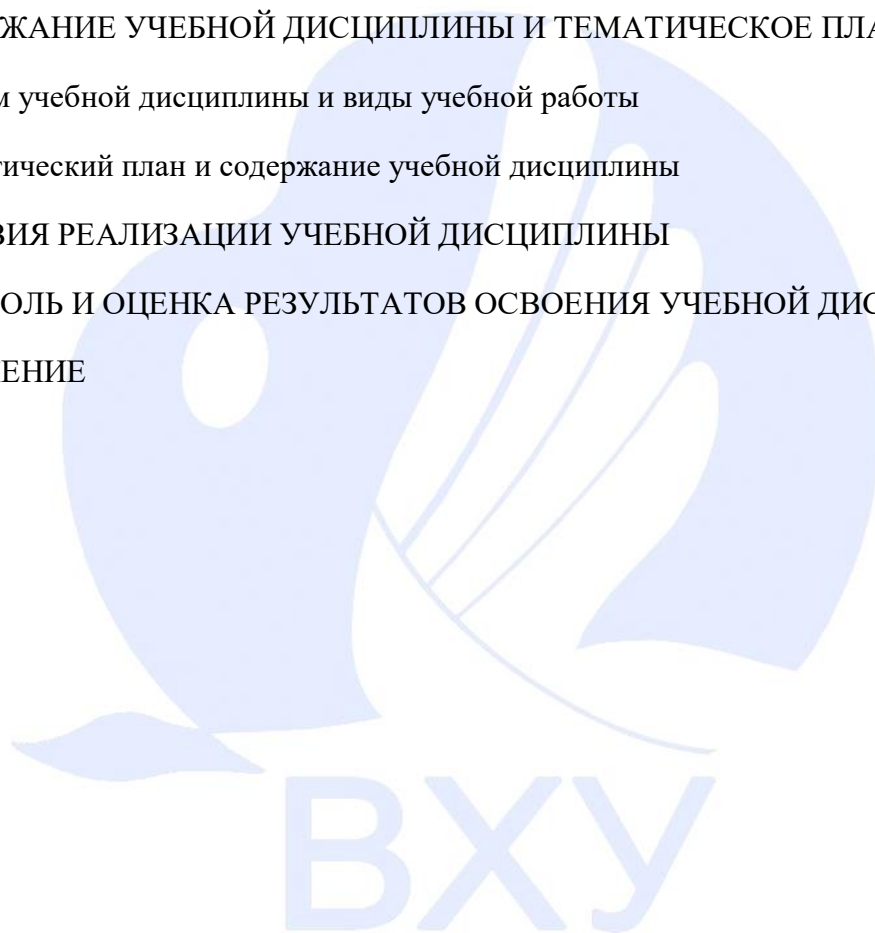 ЖАНИЕ УЧЕБНОЙ ДИСЦИПЛИНЫ И ТЕМАТИЧЕСКОЕ ПЛА
м учебной дисциплины и виды учебной работы
тический план и содержание учебной дисциплины
ВИЯ РЕАЛИЗАЦИИ УЧЕБНОЙ ДИСЦИПЛИНЫ
ОЛЬ И ОЦЕНКА РЕЗУЛЬТАТОВ ОСВОЕНИЯ УЧЕБНОЙ ДИС
ЕНИЕ
ВХУ